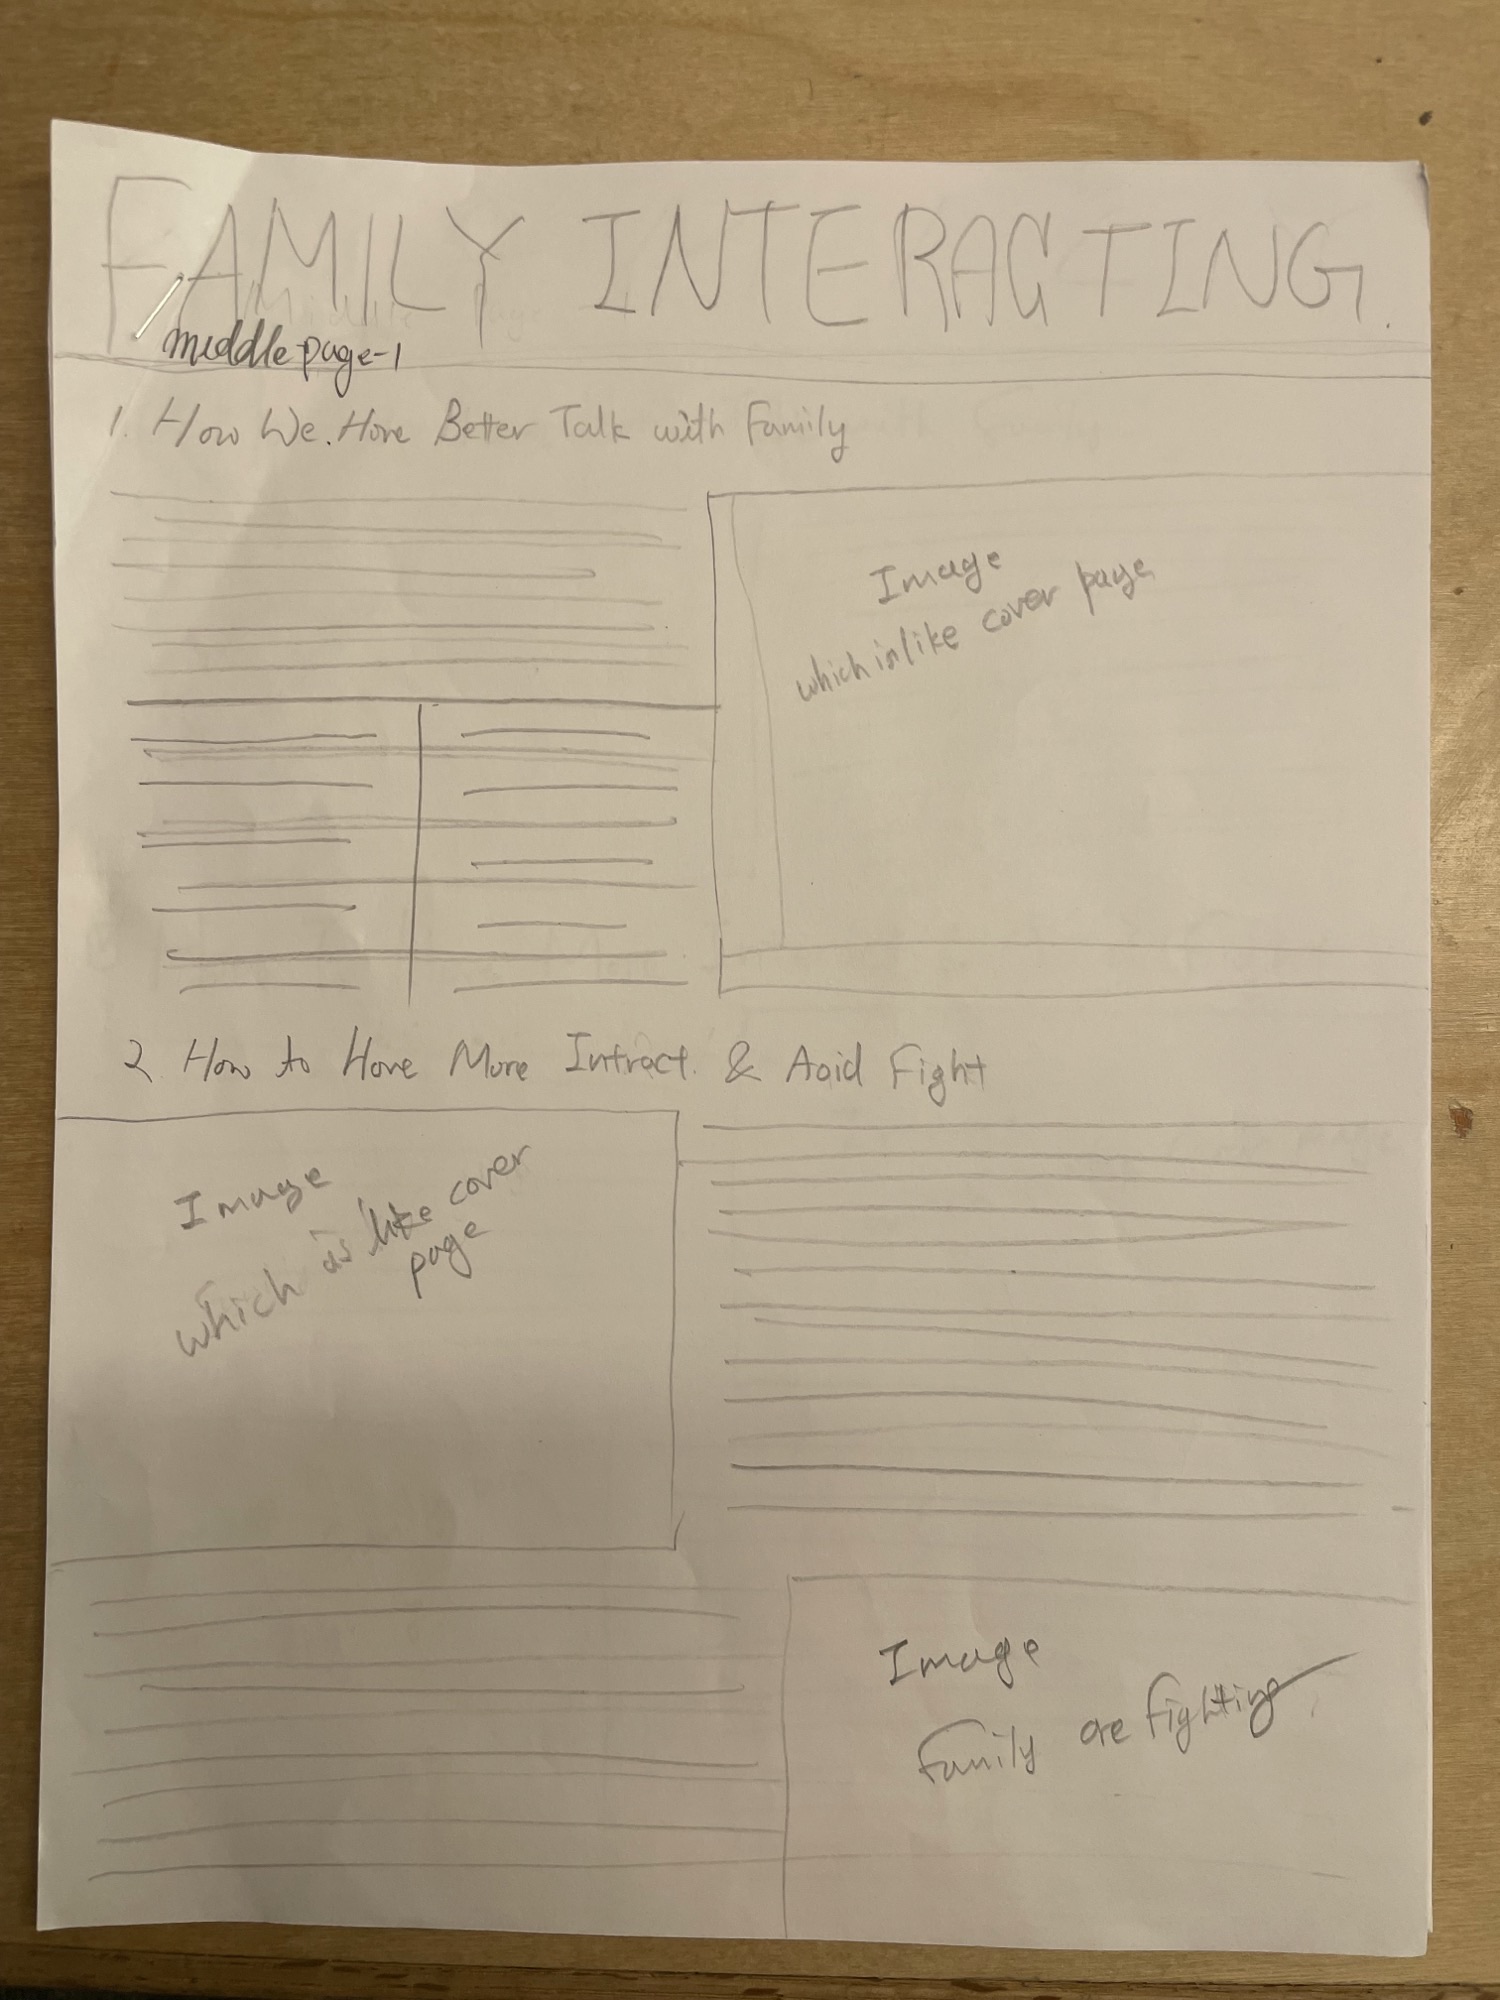 FAMILY INTERACTING.
middle page-1
1. How We. Have Better Talk with Family
Image
which is like cover page
2. How to Have More Intract. & Aoid Fight
Image
which is like cover
page
Image
Family are fighting